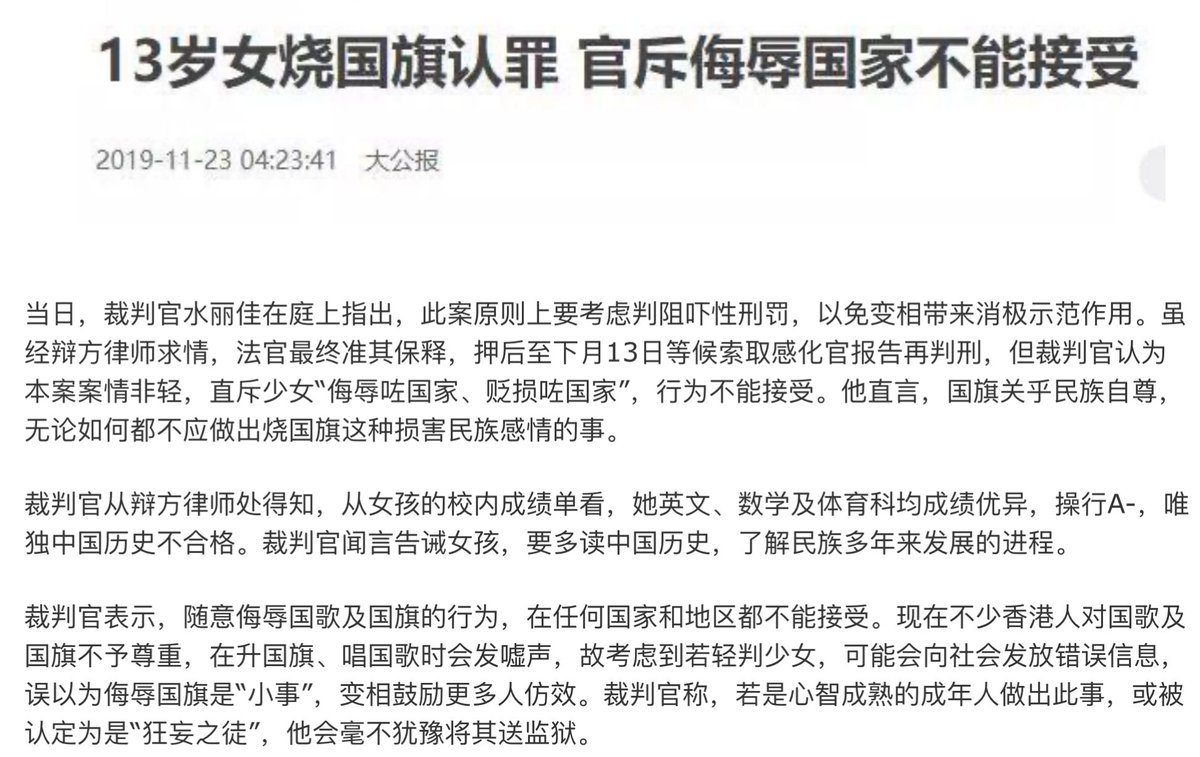 13岁女烧国旗认罪 官斥侮辱国家不能接受
2019-11-23 04:23:41 大公报
当日，裁判官水丽佳在庭上指出，此案原则上要考虑判阻吓性刑罚，以免变相带来消极示范作用。虽
经辩方律师求情，法官最终准其保释，押后至下月13日等候索取感化官报告再判刑，但裁判官认为
本案案情非轻，直斥少女“侮辱咗国家、贬损咗国家”，行为不能接受。他直言，国旗关乎民族自尊，
无论如何都不应做出烧国旗这种损害民族感情的事。
裁判官从辩方律师处得知，从女孩的校内成绩单看，她英文、数学及体育科均成绩优异，操行A-，唯
独中国历史不合格。裁判官闻言告诫女孩，要多读中国历史，了解民族多年来发展的进程。
裁判官表示，随意侮辱国歌及国旗的行为，在任何国家和地区都不能接受。现在不少香港人对国歌及
国旗不予尊重，在升国旗、唱国歌时会发嘘声，故考虑到若轻判少女，可能会向社会发放错误信息，
误以为侮辱国旗是“小事”，变相鼓励更多人仿效。裁判官称，若是心智成熟的成年人做出此事，或被
认定为是“狂妄之徒”，他会毫不犹豫将其送监狱。